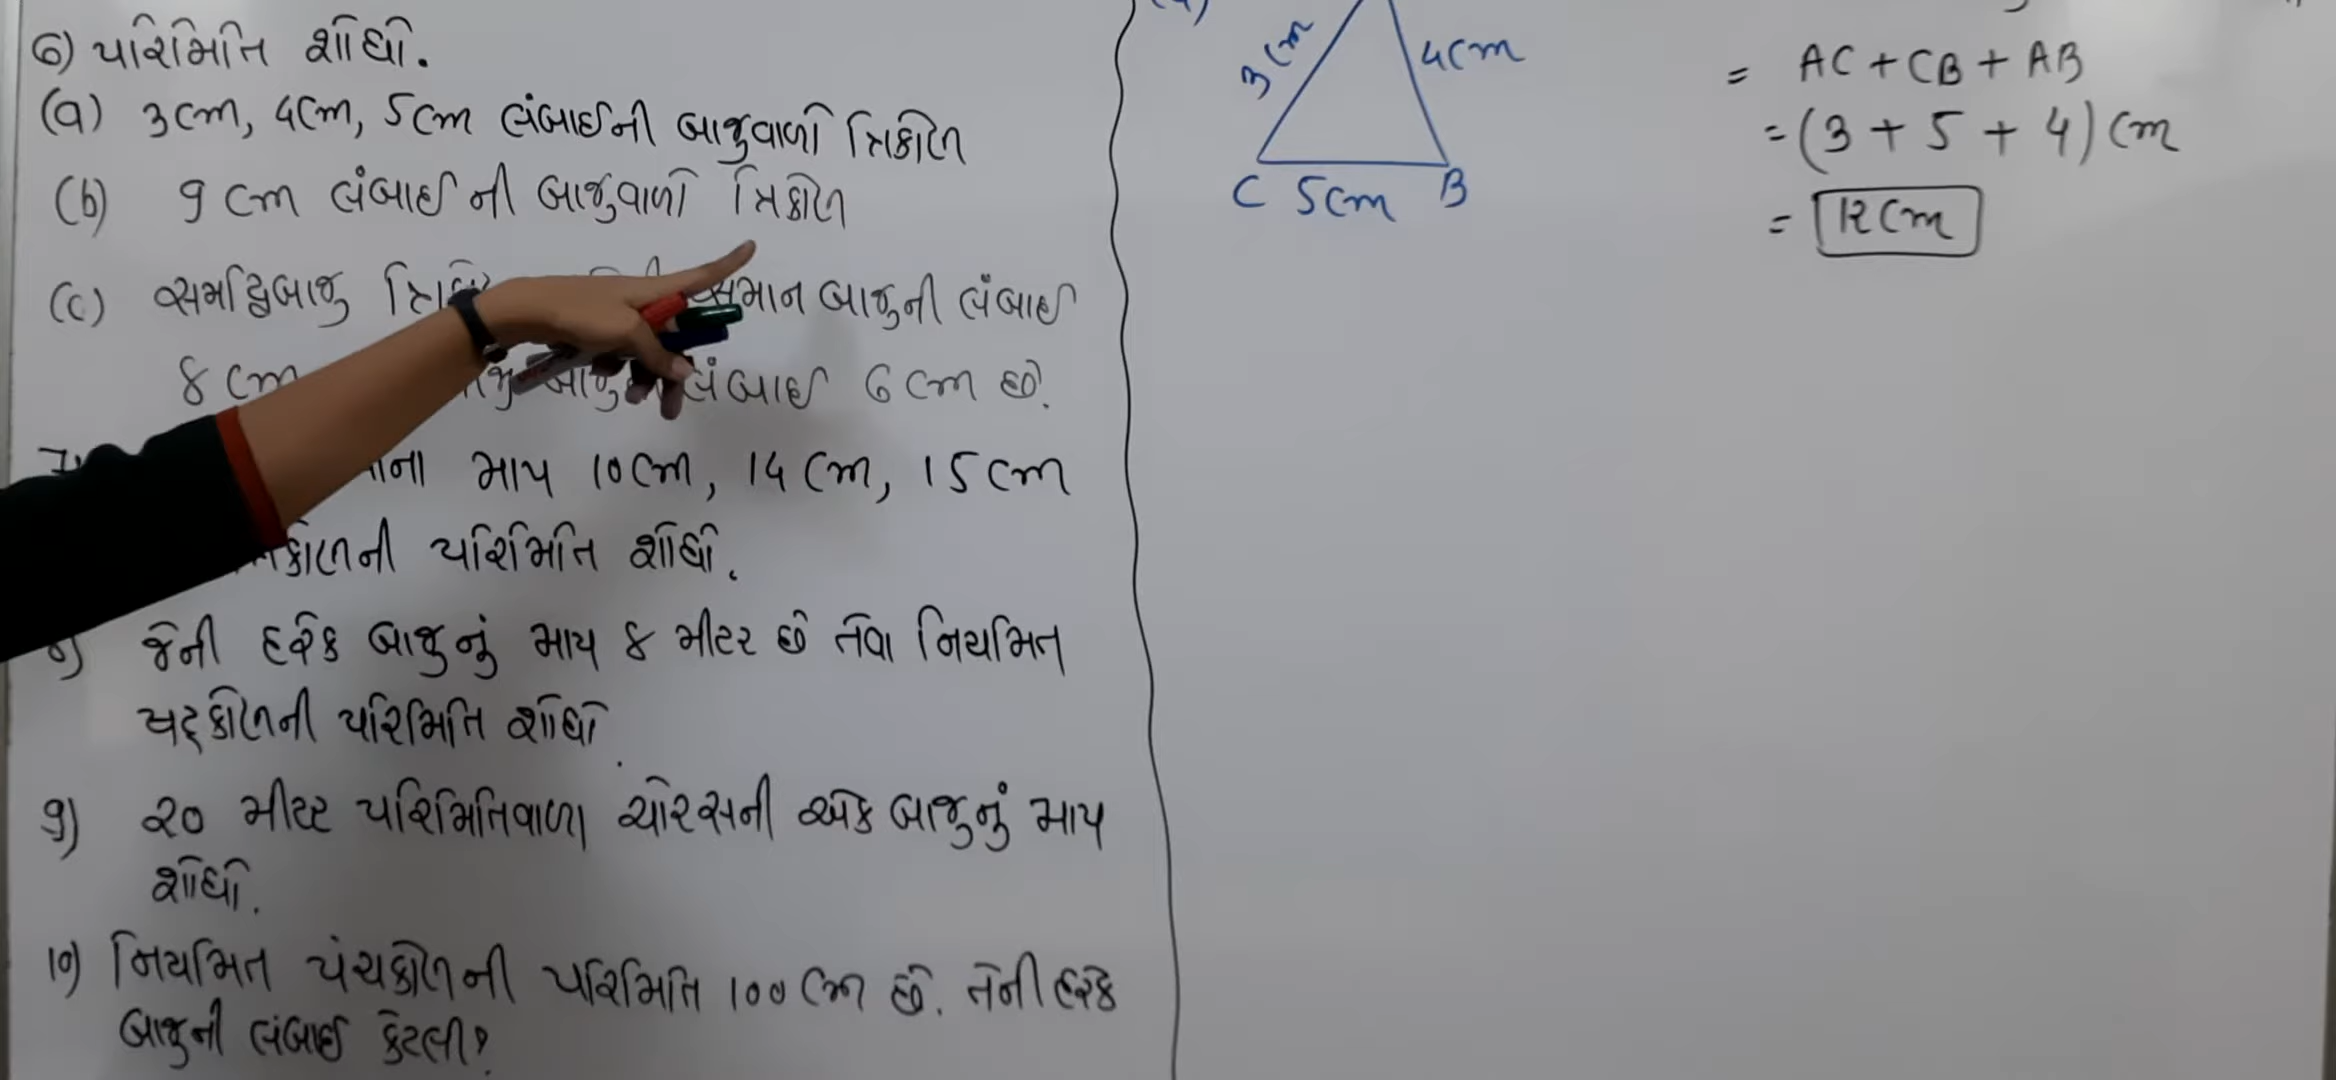 6) પરિમિતિ શોધો.
(a) 3cm, 4cm, 5cm લંબાઈની બાજુવાળો ત્રિકોણ
(b) 9 cm લંબાઈ ની બાજુવાળો ત્રિકોણ
(c) સમદ્વિબાજુ સમાન બાજુની લંબાઈ
8 cm લંબાઈ 6 cm છે.
માપ 10cm, 14cm, 15cm
પરિમિતિ શોધો.
જેની દરેક બાજુનું માપ 8 મીટર છે તેવા નિયમિત
ષટ્કોણની પરિમિતિ શોધો.
9) 20 મીટર પરિમિતિવાળા ચોરસની એક બાજુનું માપ
શોધો.
10) નિયમિત પંચકોણની પરિમિતિ 100 cm છે. તેની દરેક
બાજુની લંબાઈ કેટલી?
3cm 4cm
C 5cm B
= AC + CB + AB
= (3 + 5 + 4) cm
= 12 cm